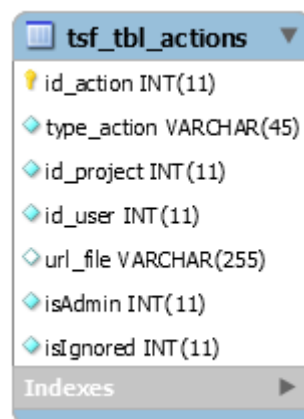 tsf_tbl_actions
id_action INT(11)
type_action VARCHAR(45)
id_project INT(11)
id_user INT(11)
url_file VARCHAR(255)
isAdmin INT(11)
isIgnored INT(11)
Indexes